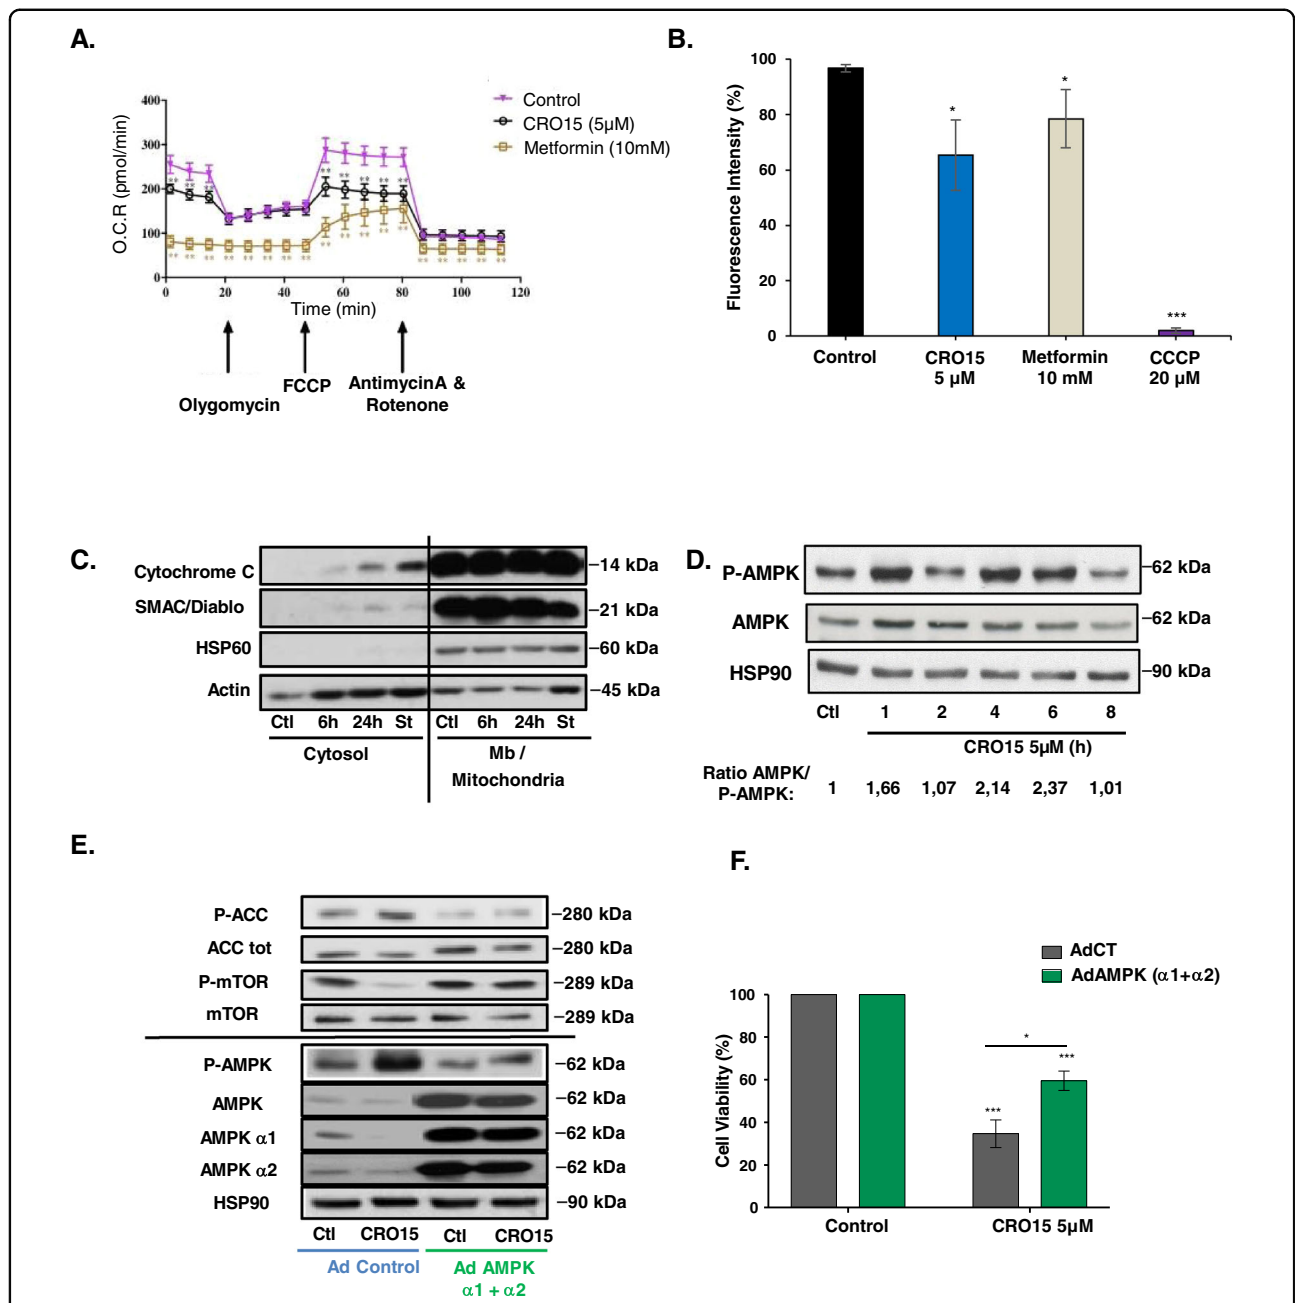 A.
400
300
200
100
0
O.C.R (pmol/min)
Control
CRO15 (5µM)
Metformin (10mM)
** ** **
** ** ** ** **
** ** ** ** ** ** ** **
** ** ** ** **
** ** ** ** **
0 20 40 60 80 100 120
Time (min)
Olygomycin
FCCP
AntimycinA &
Rotenone
B.
Fluorescence Intensity (%)
100
80
60
40
20
0
*
*
***
Control
CRO15
5 µM
Metformin
10 mM
CCCP
20 µM
C.
Cytochrome C
–14 kDa
SMAC/Diablo
–21 kDa
HSP60
–60 kDa
Actin
–45 kDa
Ctl 6h 24h St Ctl 6h 24h St
Cytosol
Mb /
Mitochondria
D.
P-AMPK
–62 kDa
AMPK
–62 kDa
HSP90
–90 kDa
Ctl 1 2 4 6 8
CRO15 5µM (h)
Ratio AMPK/
P-AMPK: 1 1,66 1,07 2,14 2,37 1,01
E.
P-ACC –280 kDa
ACC tot –280 kDa
P-mTOR –289 kDa
mTOR –289 kDa
P-AMPK –62 kDa
AMPK –62 kDa
AMPK α1 –62 kDa
AMPK α2 –62 kDa
HSP90 –90 kDa
Ctl CRO15 Ctl CRO15
Ad Control
Ad AMPK
α1 + α2
F.
AdCT
AdAMPK (α1+α2)
Cell Viability (%)
100
80
60
40
20
0
*
***
***
Control
CRO15 5µM